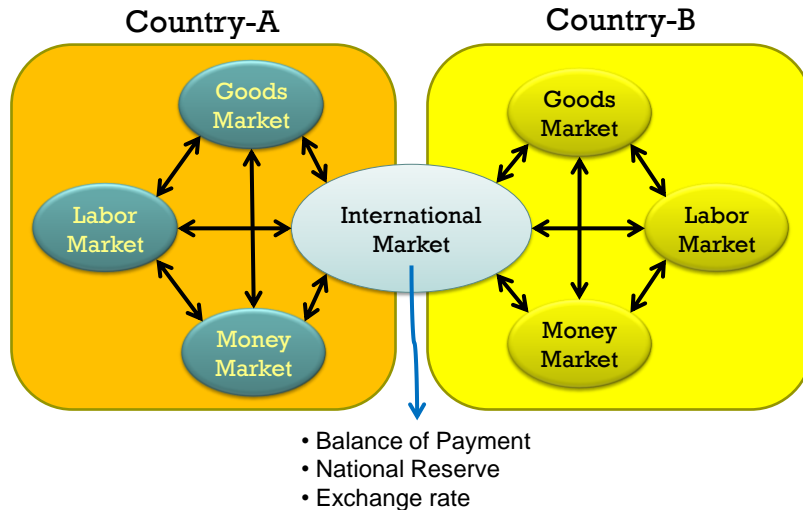 Country-A
Country-B
Goods
Market
Goods
Market
Labor
Market
International
Market
Labor
Market
Money
Market
Money
Market
• Balance of Payment
• National Reserve
• Exchange rate